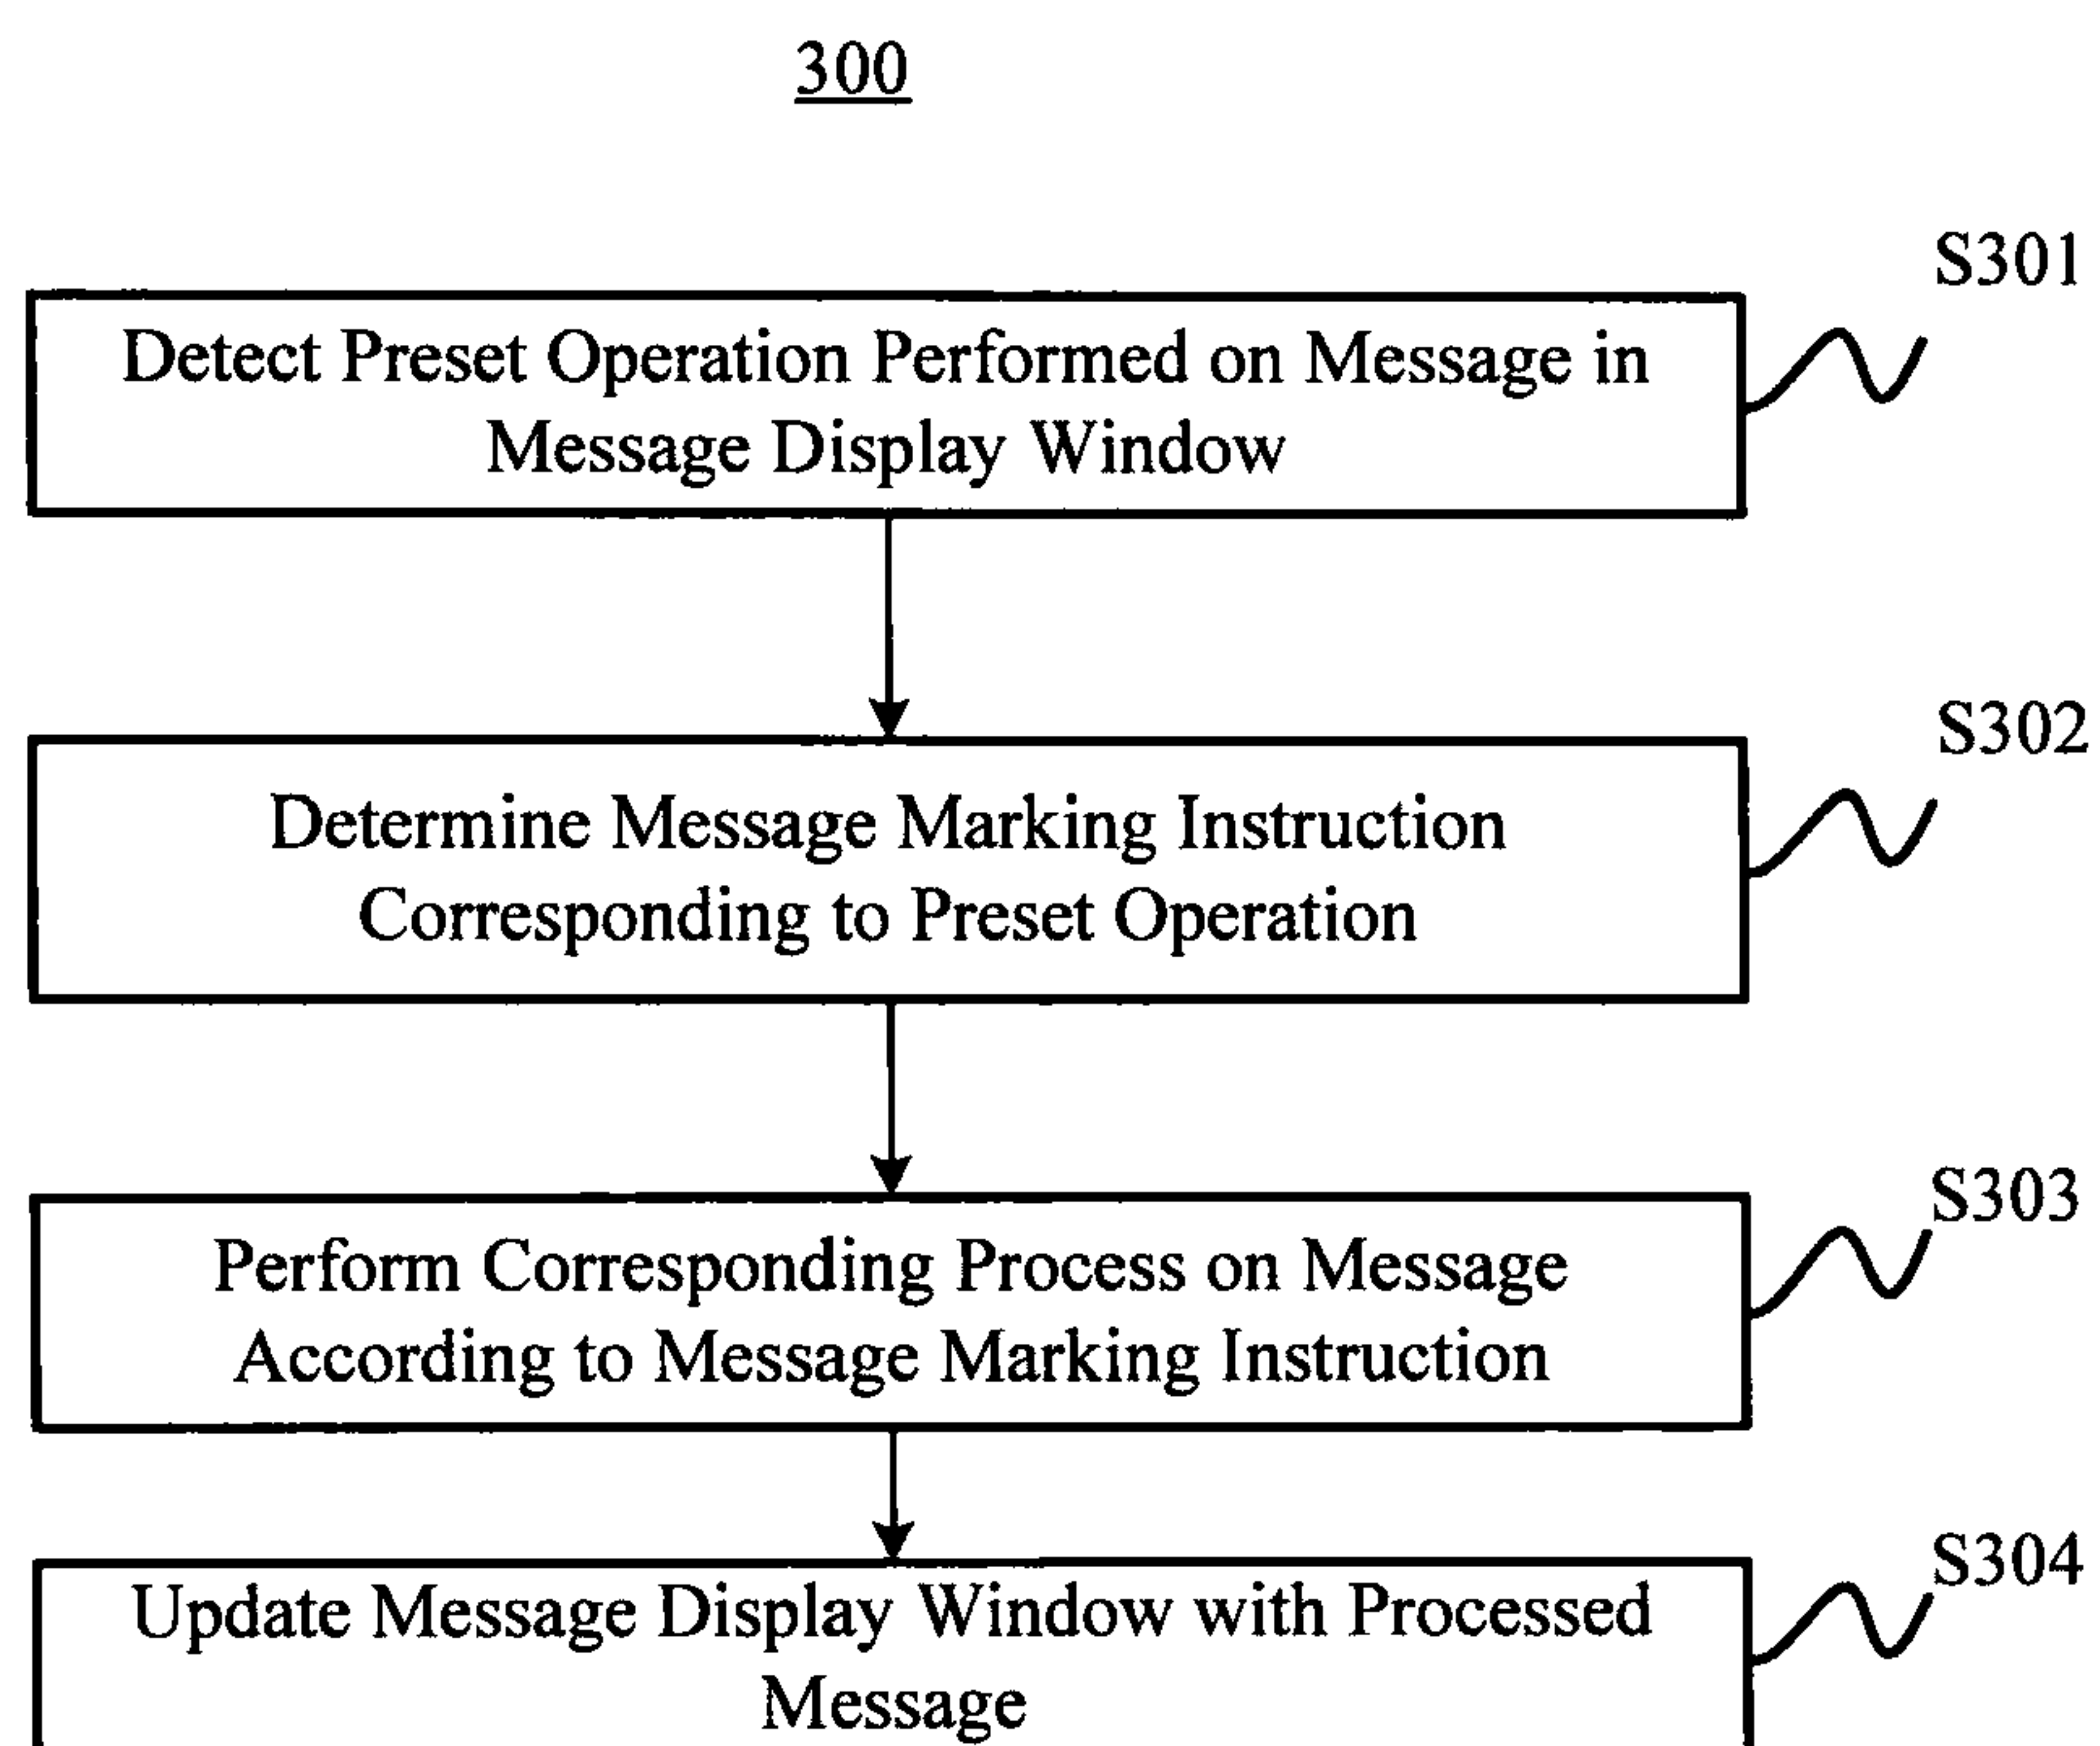 300
S301
Detect Preset Operation Performed on Message in
Message Display Window
S302
Determine Message Marking Instruction
Corresponding to Preset Operation
S303
Perform Corresponding Process on Message
According to Message Marking Instruction
S304
Update Message Display Window with Processed
Message